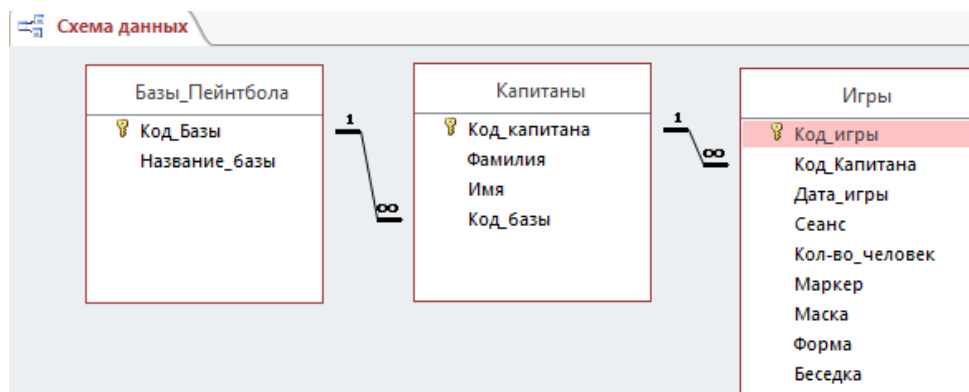 Схема данных
Базы_Пейнтбола
Код_Базы
Название_базы
1
∞
Капитаны
Код_капитана
Фамилия
Имя
Код_базы
1
∞
Игры
Код_игры
Код_Капитана
Дата_игры
Сеанс
Кол-во_человек
Маркер
Маска
Форма
Беседка